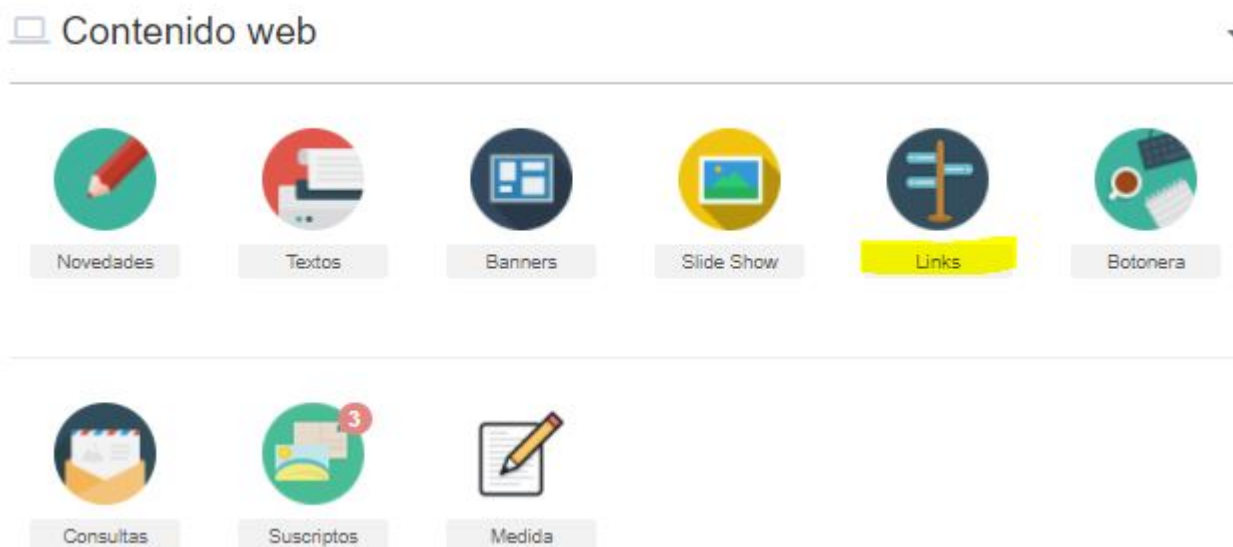 Contenido web
Novedades
Textos
Banners
Slide Show
Links
Botonera
3
Consultas
Suscriptos
Medida